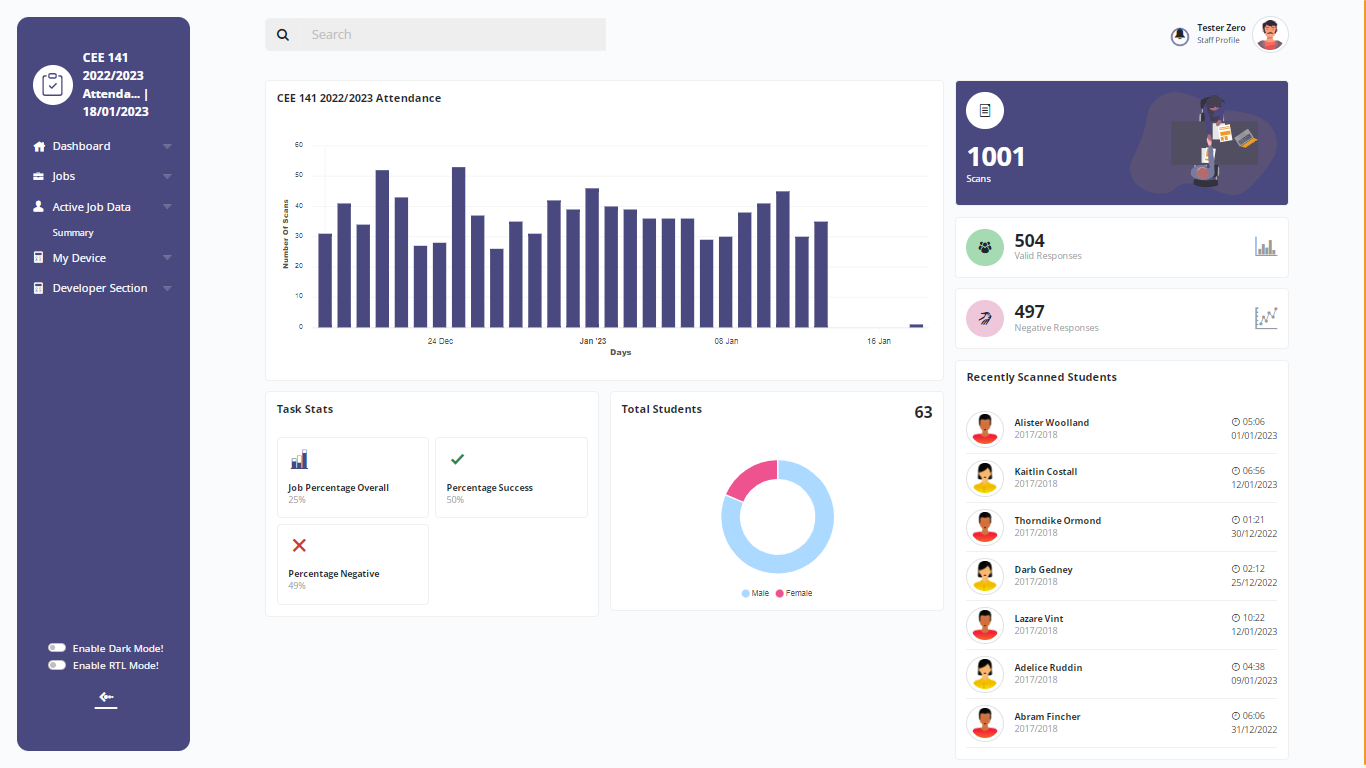 CEE 141
2022/2023
Attenda... |
18/01/2023
Dashboard
Jobs
Active Job Data
Summary
My Device
Developer Section
Enable Dark Mode!
Enable RTL Mode!
Search
Tester Zero
Staff Profile
CEE 141 2022/2023 Attendance
60
50
40
30
20
10
0
Number Of Scans
24 Dec
Jan '23
08 Jan
16 Jan
Days
1001
Scans
504
Valid Responses
497
Negative Responses
Task Stats
Job Percentage Overall
25%
Percentage Success
50%
Percentage Negative
49%
Total Students
63
Male
Female
Recently Scanned Students
Alister Woolland
2017/2018
05:06
01/01/2023
Kaitlin Costall
2017/2018
06:56
12/01/2023
Thorndike Ormond
2017/2018
01:21
30/12/2022
Darb Gedney
2017/2018
02:12
25/12/2022
Lazare Vint
2017/2018
10:22
12/01/2023
Adelice Ruddin
2017/2018
04:38
09/01/2023
Abram Fincher
2017/2018
06:06
31/12/2022